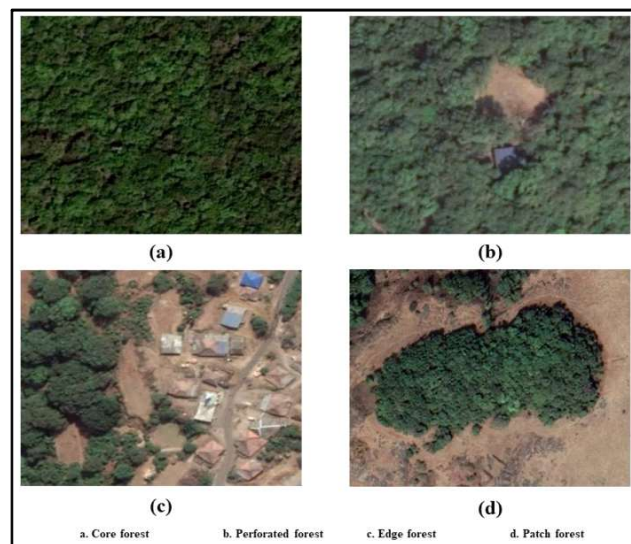 (a)
(b)
(c)
(d)
a. Core forest b. Perforated forest c. Edge forest d. Patch forest